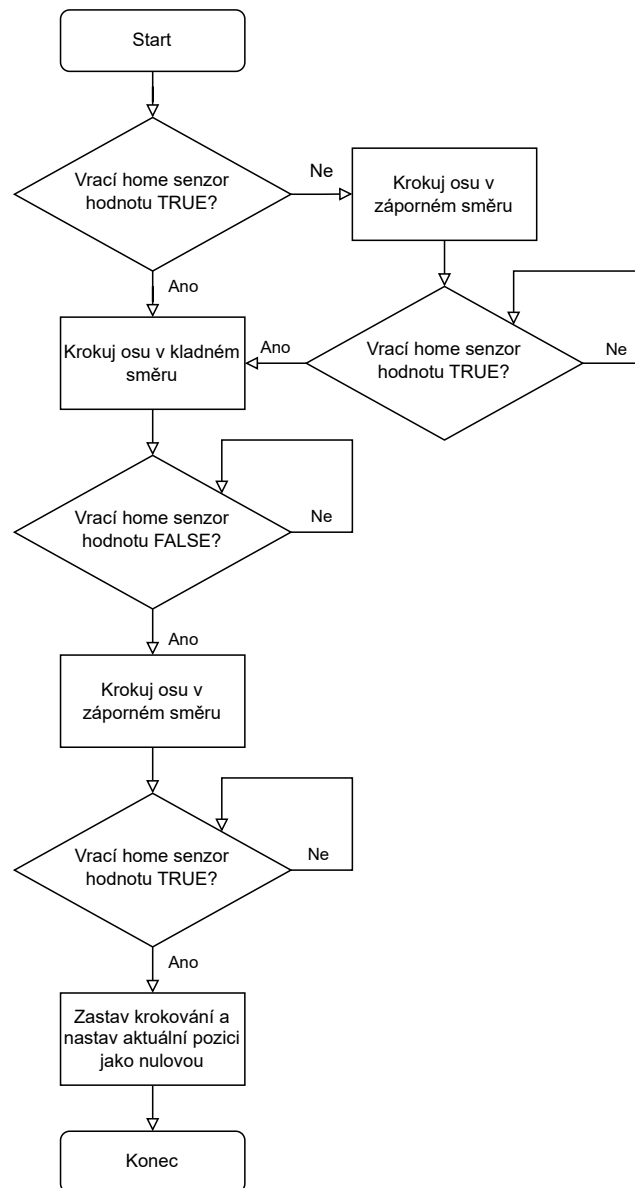 Start
Vrací home senzor
hodnotu TRUE?
Ne
Krokuj osu v
záporném směru
Ano
Krokuj osu v kladném
směru
Ano
Vrací home senzor
hodnotu TRUE?
Ne
Vrací home senzor
hodnotu FALSE?
Ne
Ano
Krokuj osu v
záporném směru
Vrací home senzor
hodnotu TRUE?
Ne
Ano
Zastav krokování a
nastav aktuální pozici
jako nulovou
Konec